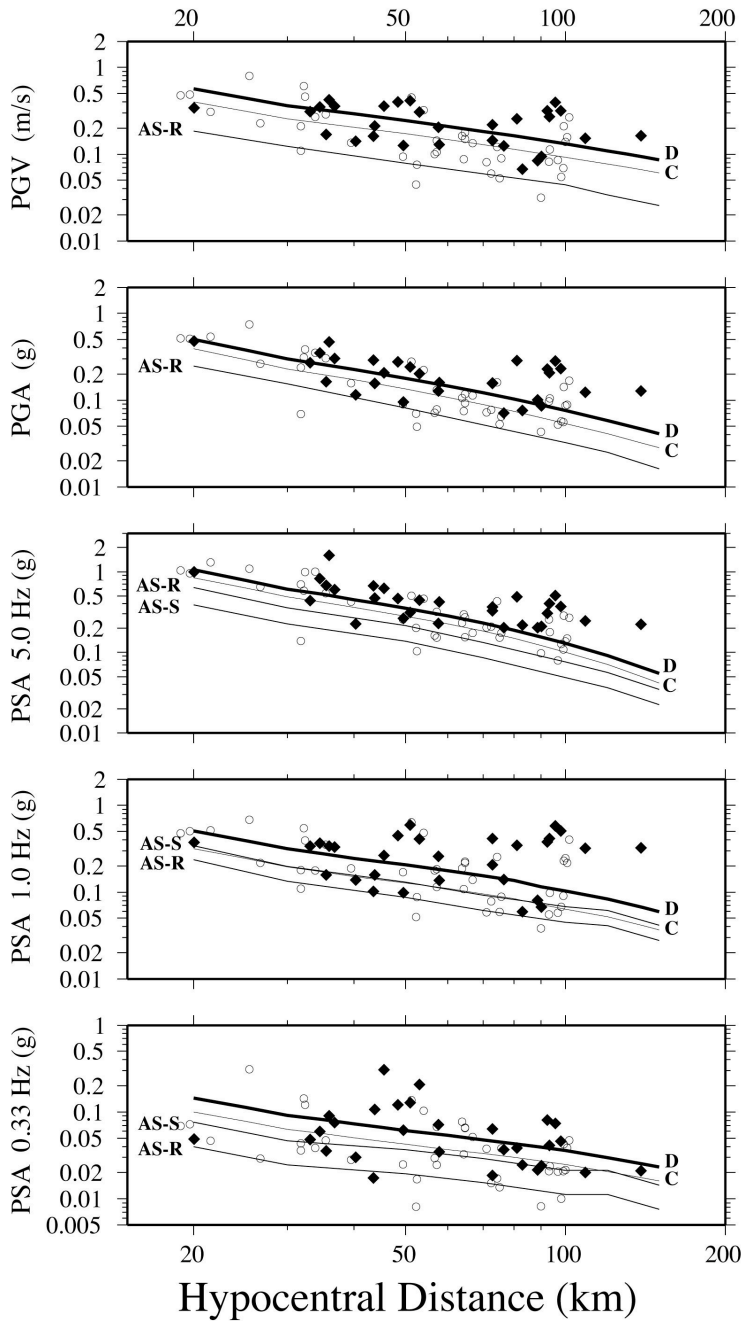 20 50 100 200
PGV (m/s)
2
1
0.5
0.2
0.1
0.05
0.02
0.01
AS-R
D
C
PGA (g)
2
1
0.5
0.2
0.1
0.05
0.02
0.01
AS-R
D
C
PSA 5.0 Hz (g)
2
1
0.5
0.2
0.1
0.05
0.02
0.01
AS-R
AS-S
D
C
PSA 1.0 Hz (g)
2
1
0.5
0.2
0.1
0.05
0.02
0.01
AS-S
AS-R
D
C
PSA 0.33 Hz (g)
1
0.5
0.2
0.1
0.05
0.02
0.01
0.005
AS-S
AS-R
D
C
20 50 100 200
Hypocentral Distance (km)